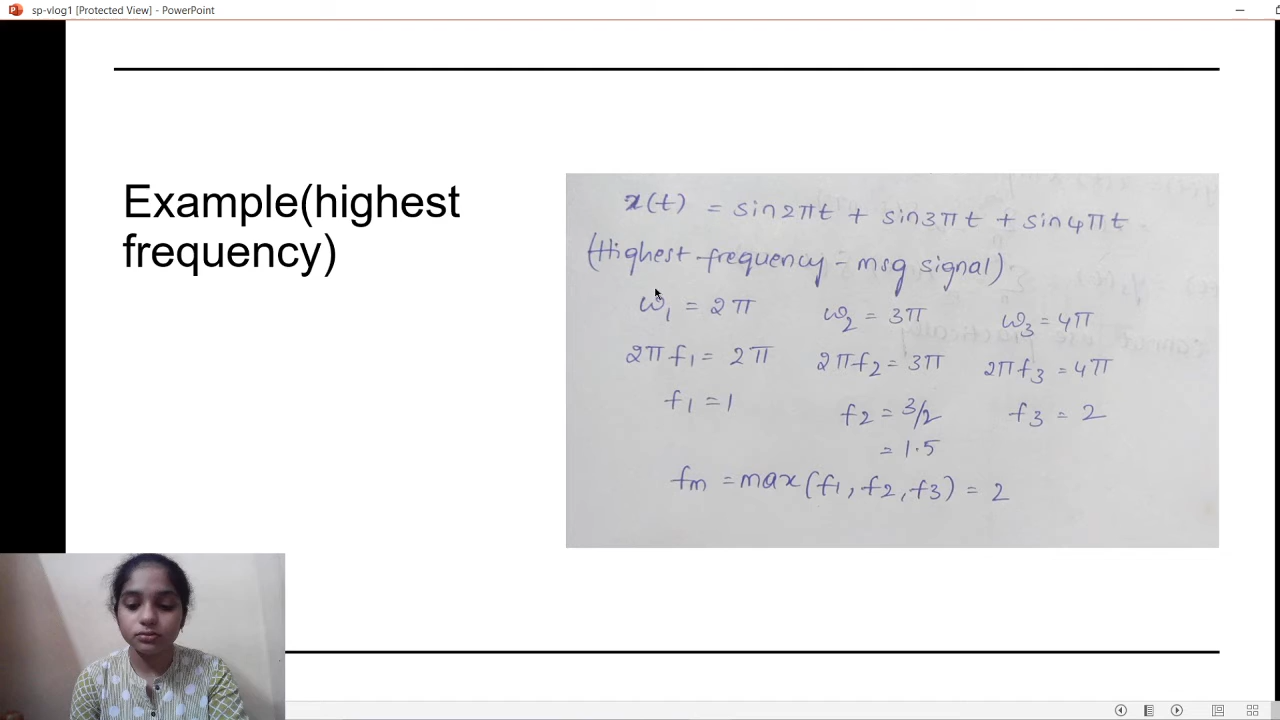 sp-vlog1 [Protected View] - PowerPoint
Example(highest
frequency)
x(t) = sin2πt + sin3πt + sin4πt
(Highest frequency - msg signal)
ω1 = 2π ω2 = 3π ω3 = 4π
2πf1 = 2π 2πf2 = 3π 2πf3 = 4π
f1 = 1 f2 = 3/2 f3 = 2
= 1.5
fm = max(f1, f2, f3) = 2